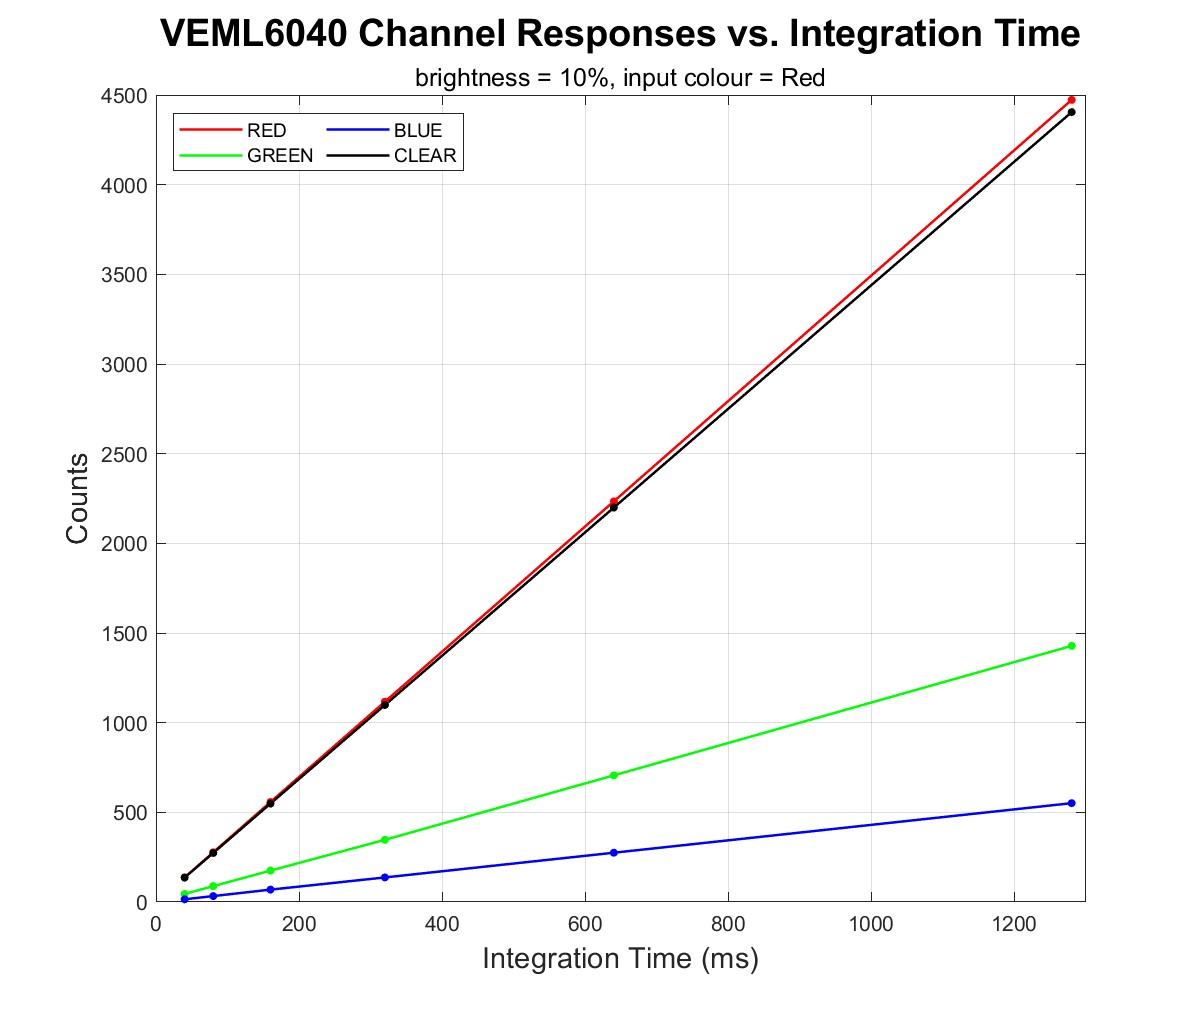 VEML6040 Channel Responses vs. Integration Time
brightness = 10%, input colour = Red
RED BLUE
GREEN CLEAR
4500
4000
3500
3000
2500
2000
1500
1000
500
0
Counts
0 200 400 600 800 1000 1200
Integration Time (ms)